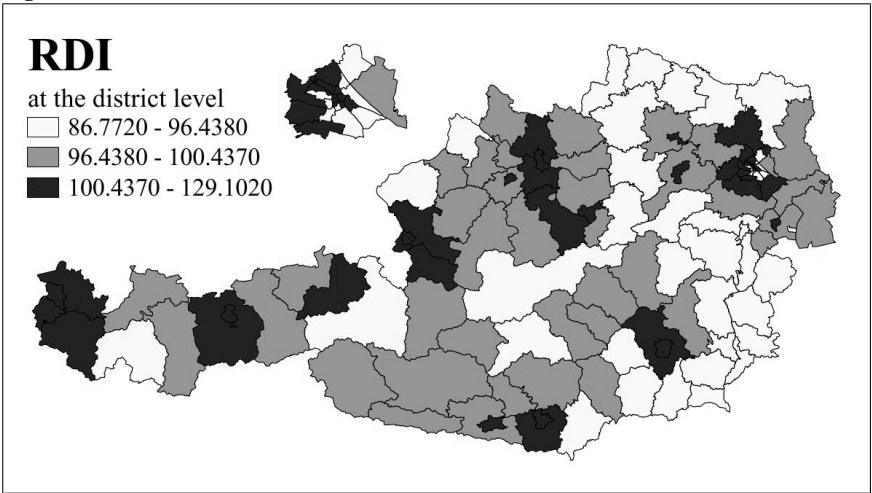 RDI
at the district level
86.7720 - 96.4380
96.4380 - 100.4370
100.4370 - 129.1020